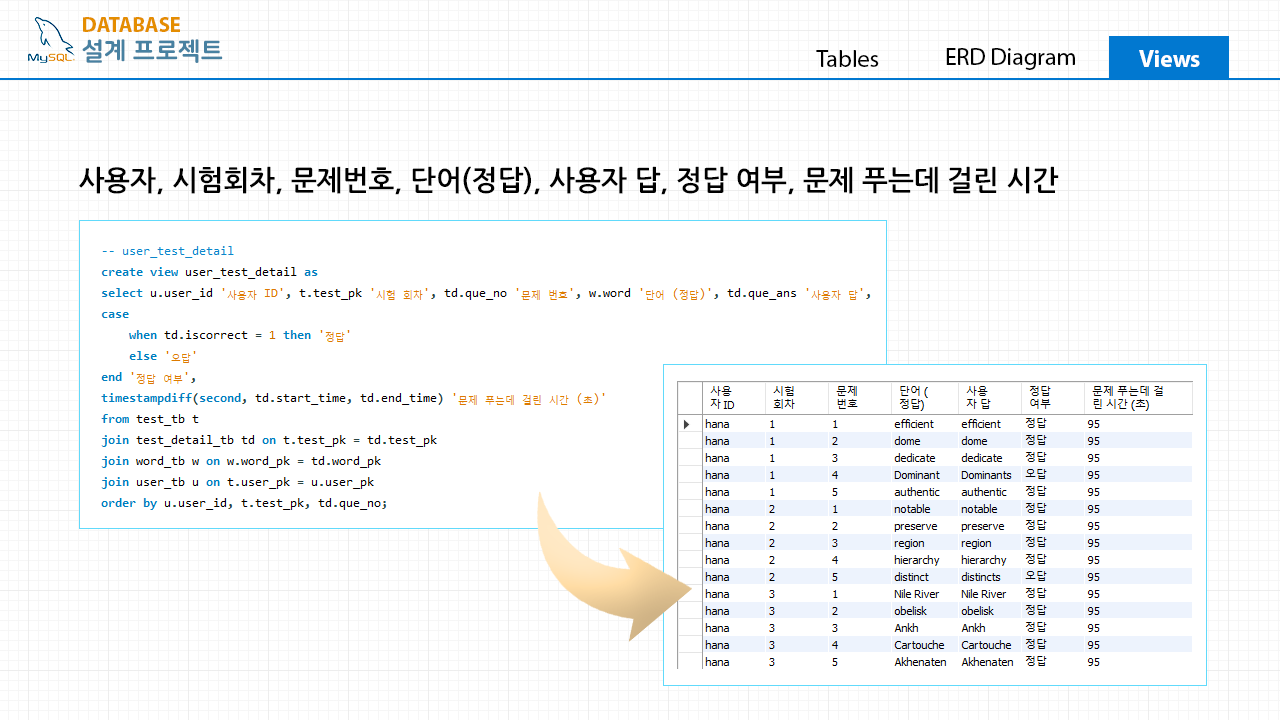 DATABASE
설계 프로젝트
MySQL
Tables
ERD Diagram
Views
사용자, 시험회차, 문제번호, 단어(정답), 사용자 답, 정답 여부, 문제 푸는데 걸린 시간
-- user_test_detail
create view user_test_detail as
select u.user_id '사용자 ID', t.test_pk '시험 회차', td.que_no '문제 번호', w.word '단어 (정답)', td.que_ans '사용자 답',
case
when td.iscorrect = 1 then '정답'
else '오답'
end '정답 여부',
timestampdiff(second, td.start_time, td.end_time) '문제 푸는데 걸린 시간 (초)'
from test_tb t
join test_detail_tb td on t.test_pk = td.test_pk
join word_tb w on w.word_pk = td.word_pk
join user_tb u on t.user_pk = u.user_pk
order by u.user_id, t.test_pk, td.que_no;
사용 시험 문제 단어 ( 사용 정답 문제 푸는데 걸
자 ID 회차 번호 정답) 자 답 여부 린 시간 (초)
hana 1 1 efficient efficient 정답 95
hana 1 2 dome dome 정답 95
hana 1 3 dedicate dedicate 정답 95
hana 1 4 Dominant Dominants 오답 95
hana 1 5 authentic authentic 정답 95
hana 2 1 notable notable 정답 95
hana 2 2 preserve preserve 정답 95
hana 2 3 region region 정답 95
hana 2 4 hierarchy hierarchy 정답 95
hana 2 5 distinct distincts 오답 95
hana 3 1 Nile River Nile River 정답 95
hana 3 2 obelisk obelisk 정답 95
hana 3 3 Ankh Ankh 정답 95
hana 3 4 Cartouche Cartouche 정답 95
hana 3 5 Akhenaten Akhenaten 정답 95